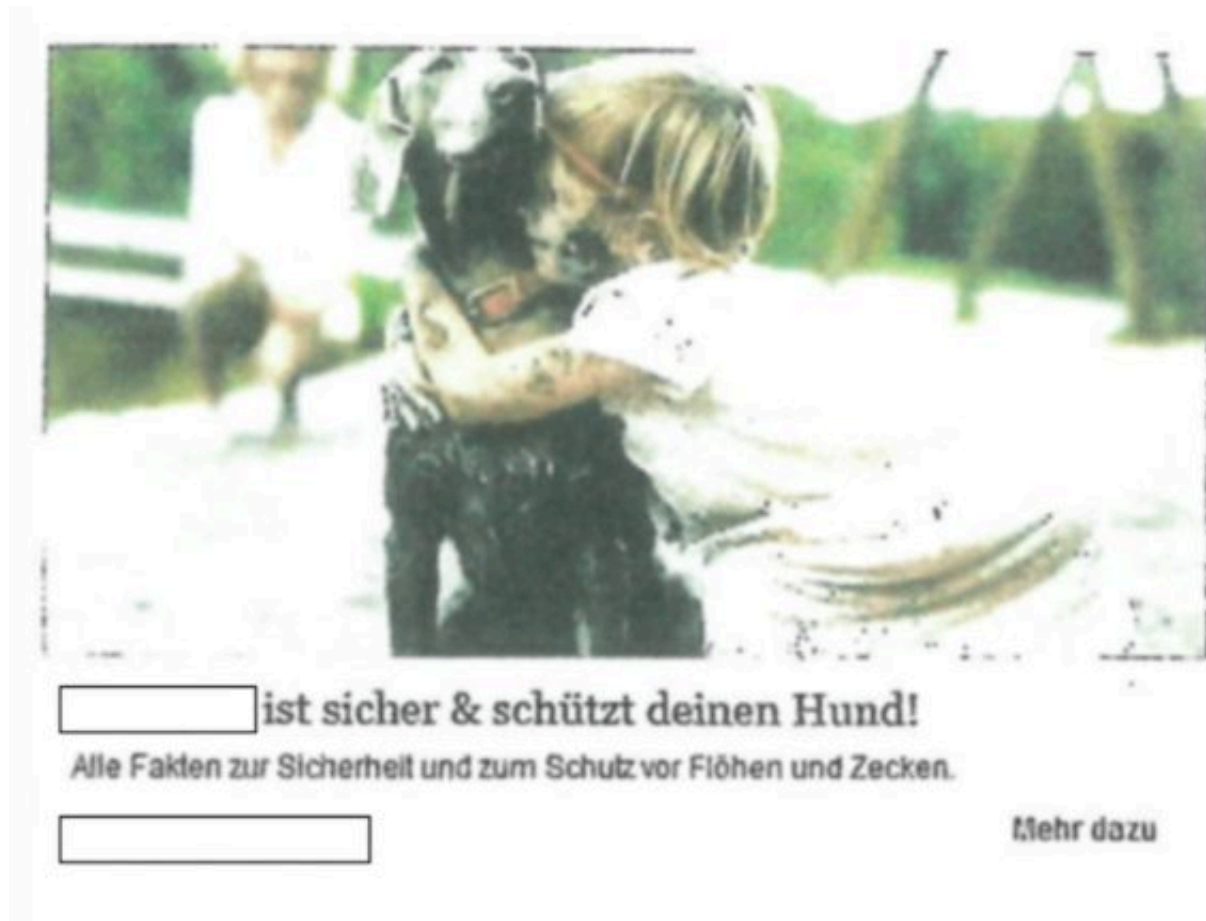 ist sicher & schützt deinen Hund!
Alle Fakten zur Sicherheit und zum Schutz vor Flöhen und Zecken.
Mehr dazu